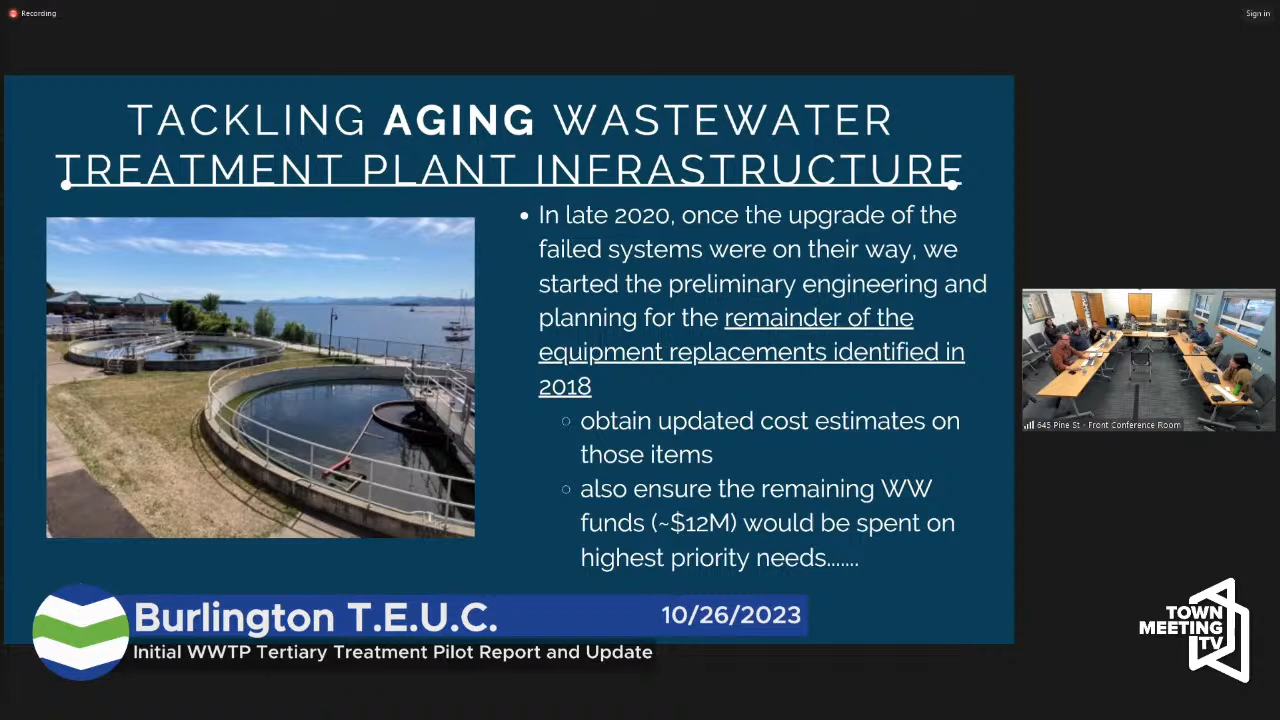 Recording
Sign in
TACKLING AGING WASTEWATER
TREATMENT PLANT INFRASTRUCTURE
• In late 2020, once the upgrade of the
failed systems were on their way, we
started the preliminary engineering and
planning for the remainder of the
equipment replacements identified in
2018
○ obtain updated cost estimates on
those items
○ also ensure the remaining WW
funds (~$12M) would be spent on
highest priority needs.......
645 Pine St - Front Conference Room
Burlington T.E.U.C.
10/26/2023
Initial WWTP Tertiary Treatment Pilot Report and Update
TOWN
MEETING
TV